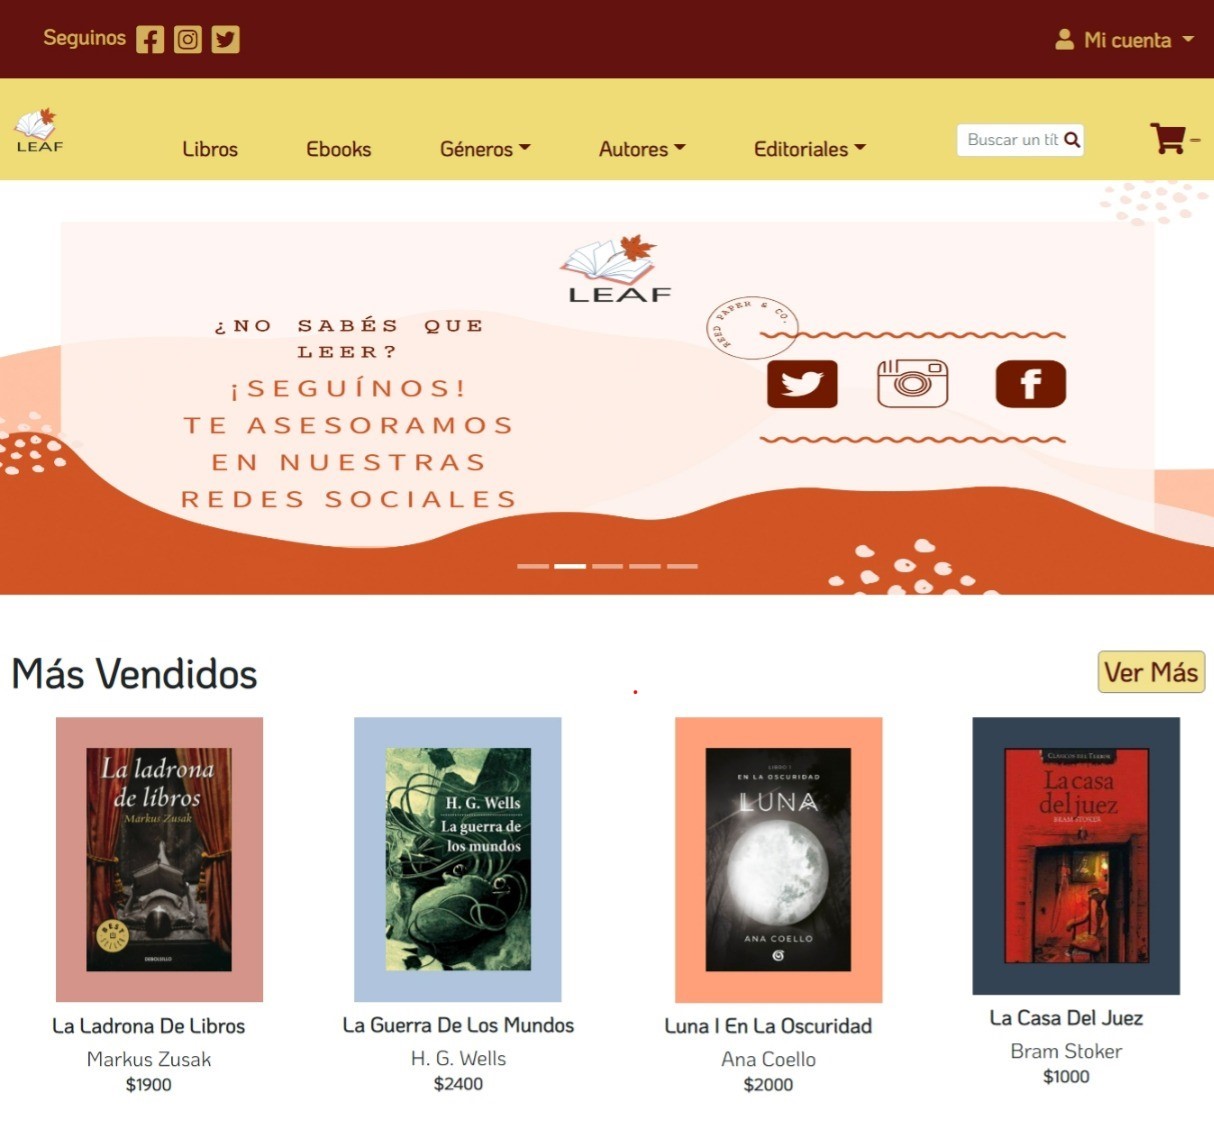 Seguinos
Mi cuenta
LEAF
Libros
Ebooks
Géneros
Autores
Editoriales
Buscar un tít
LEAF
¿NO SABÉS QUE
LEER?
¡SEGUÍNOS!
TE ASESORAMOS
EN NUESTRAS
REDES SOCIALES
REED PAPER & CO.
Más Vendidos
Ver Más
La ladrona
de libros
Markus Zusak
BEST
SELLER
DEBOLSILLO
H. G. Wells
La guerra de
los mundos
LIBRO 1
EN LA OSCURIDAD
LUNA
ANA COELLO
CLÁSICOS DEL TERROR
La casa
del juez
BRAM STOKER
La Ladrona De Libros
Markus Zusak
$1900
La Guerra De Los Mundos
H. G. Wells
$2400
Luna I En La Oscuridad
Ana Coello
$2000
La Casa Del Juez
Bram Stoker
$1000